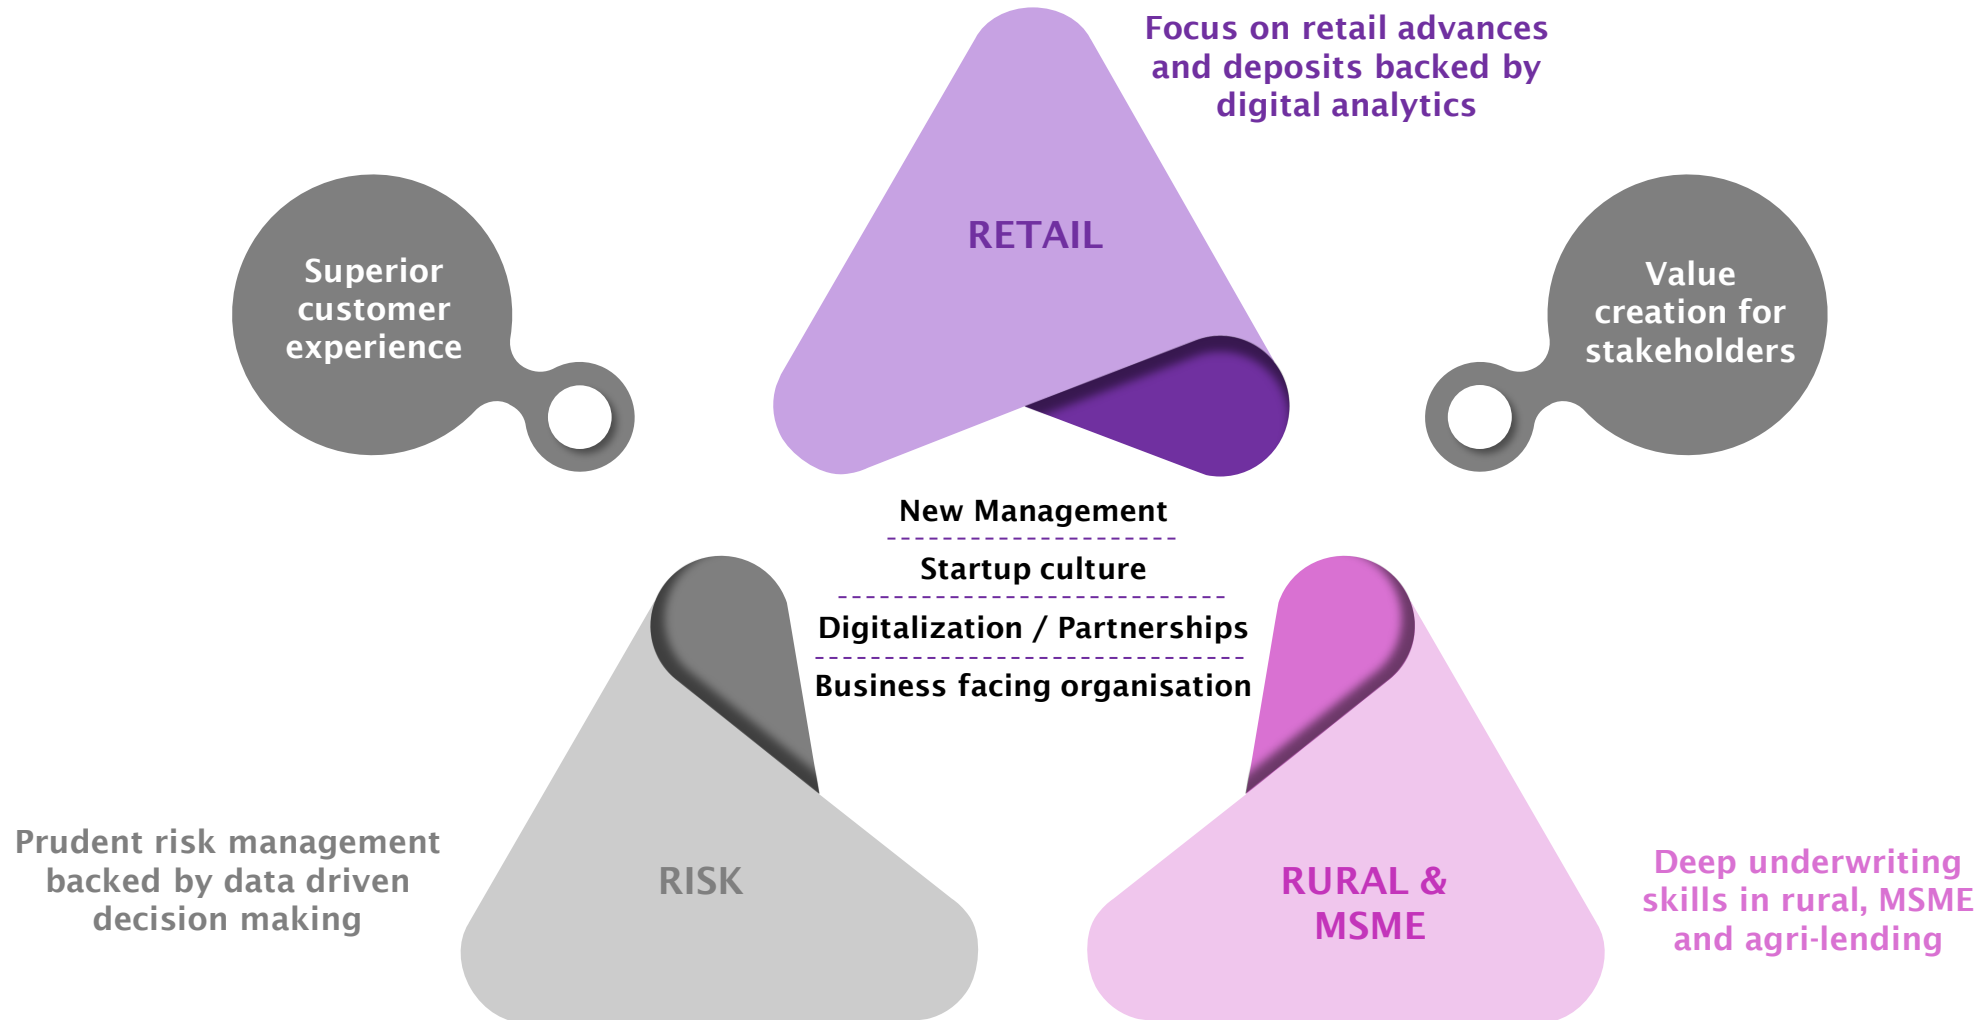 Focus on retail advances
and deposits backed by
digital analytics
RETAIL
Superior
customer
experience
Value
creation for
stakeholders
New Management
Startup culture
Digitalization / Partnerships
Business facing organisation
Prudent risk management
backed by data driven
decision making
RISK
RURAL &
MSME
Deep underwriting
skills in rural, MSME
and agri-lending